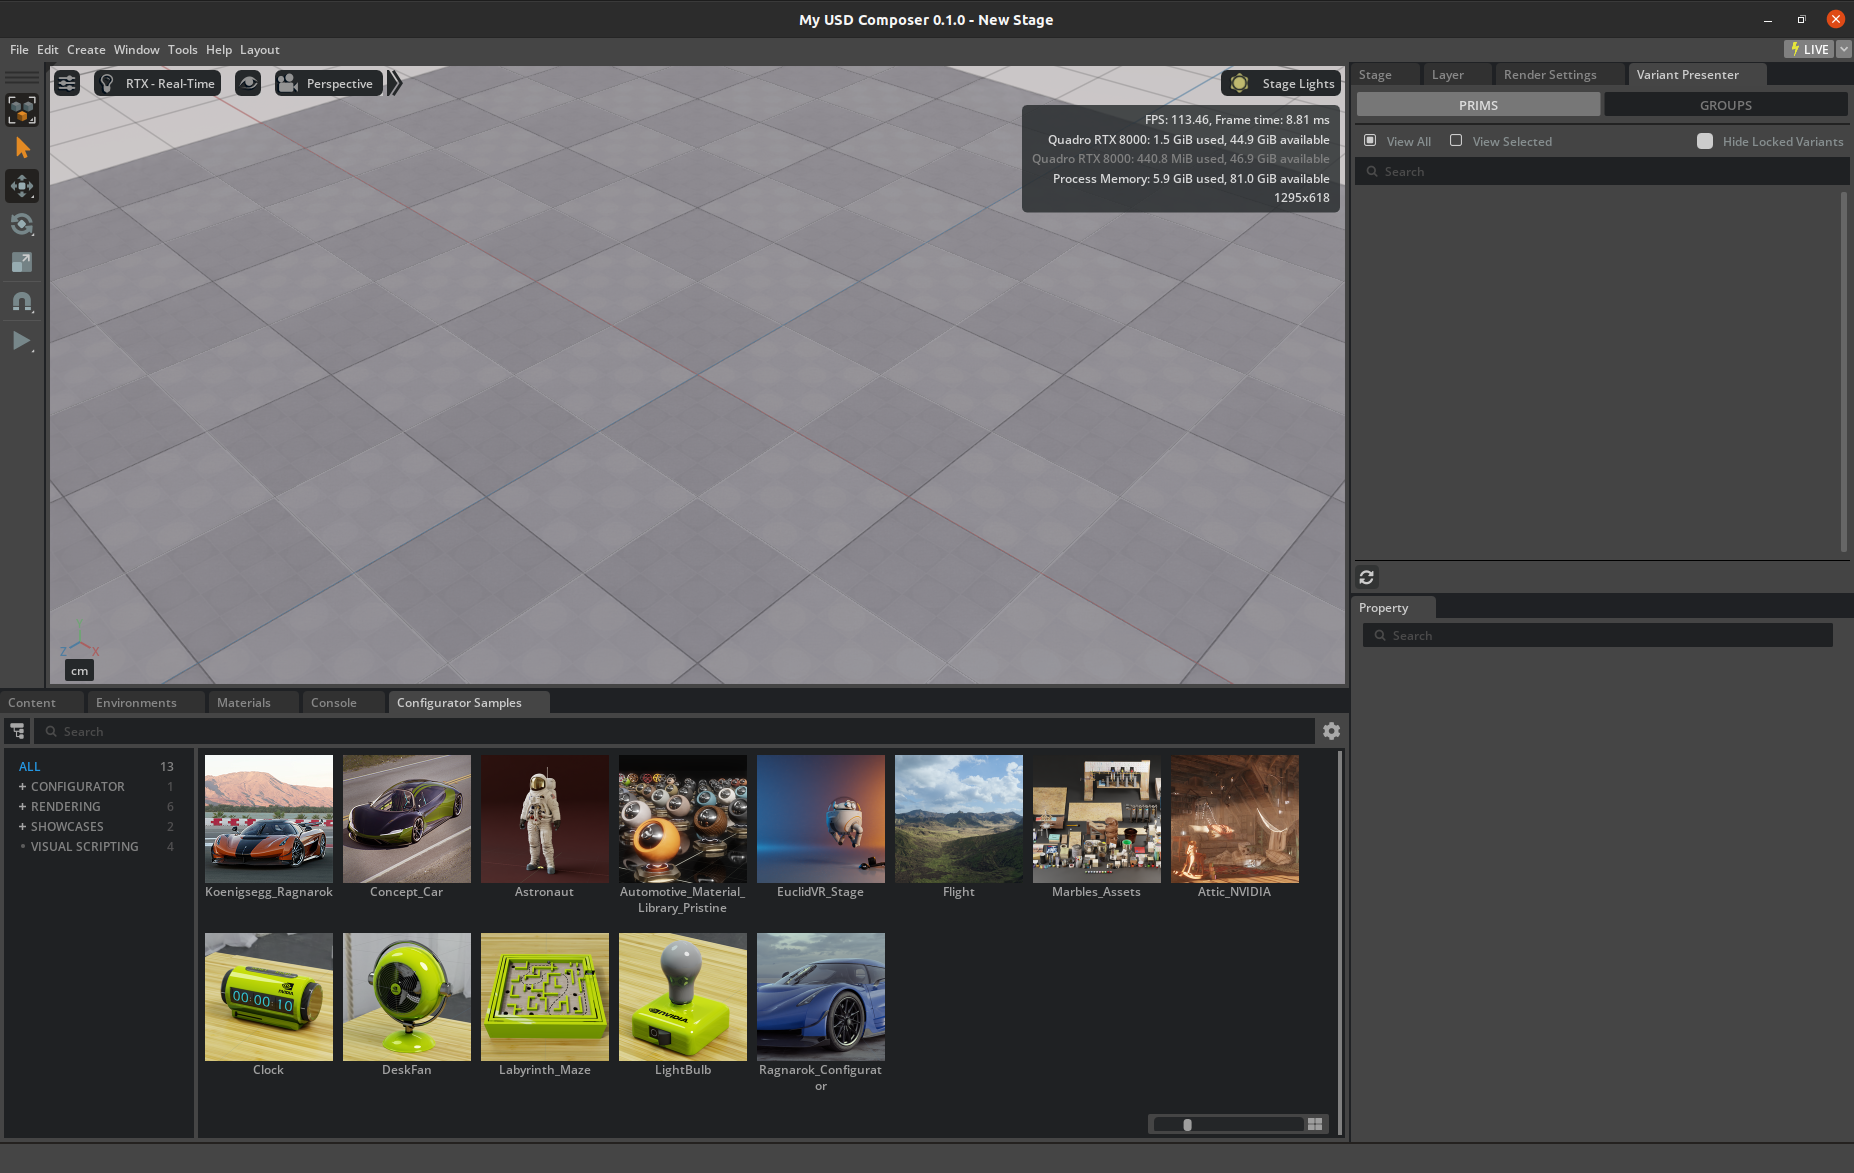 My USD Composer 0.1.0 - New Stage
File Edit Create Window Tools Help Layout
LIVE
RTX - Real-Time
Perspective
Stage Lights
FPS: 113.46, Frame time: 8.81 ms
Quadro RTX 8000: 1.5 GiB used, 44.9 GiB available
Quadro RTX 8000: 440.8 MiB used, 46.9 GiB available
Process Memory: 5.9 GiB used, 81.0 GiB available
1295x618
Z X
cm
Stage Layer Render Settings Variant Presenter
PRIMS GROUPS
View All View Selected Hide Locked Variants
Search
Property
Search
Content Environments Materials Console Configurator Samples
Search
ALL 13
+ CONFIGURATOR 1
+ RENDERING 6
+ SHOWCASES 2
• VISUAL SCRIPTING 4
Koenigsegg_Ragnarok
Concept_Car
Astronaut
Automotive_Material_
Library_Pristine
EuclidVR_Stage
Flight
Marbles_Assets
Attic_NVIDIA
NVIDIA
00:00:10
Clock
DeskFan
Labyrinth_Maze
NVIDIA
LightBulb
Ragnarok_Configurat
or